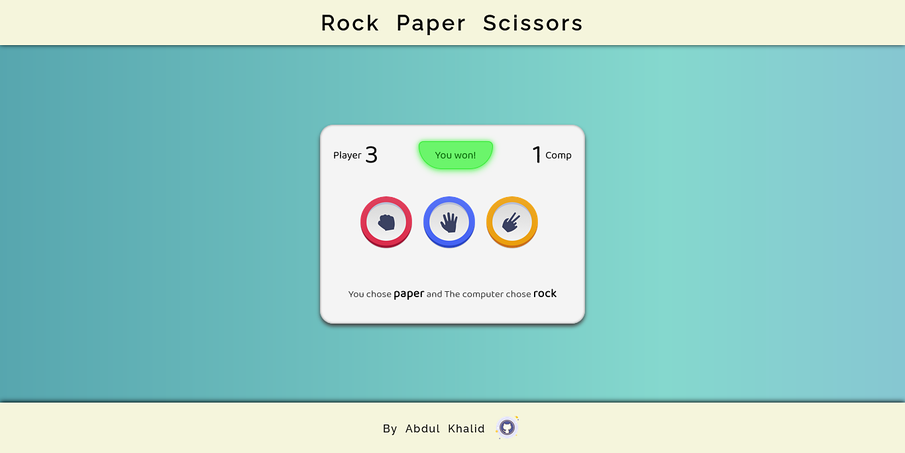 Rock Paper Scissors
Player 3 You won! 1 Comp
You chose paper and The computer chose rock
By Abdul Khalid